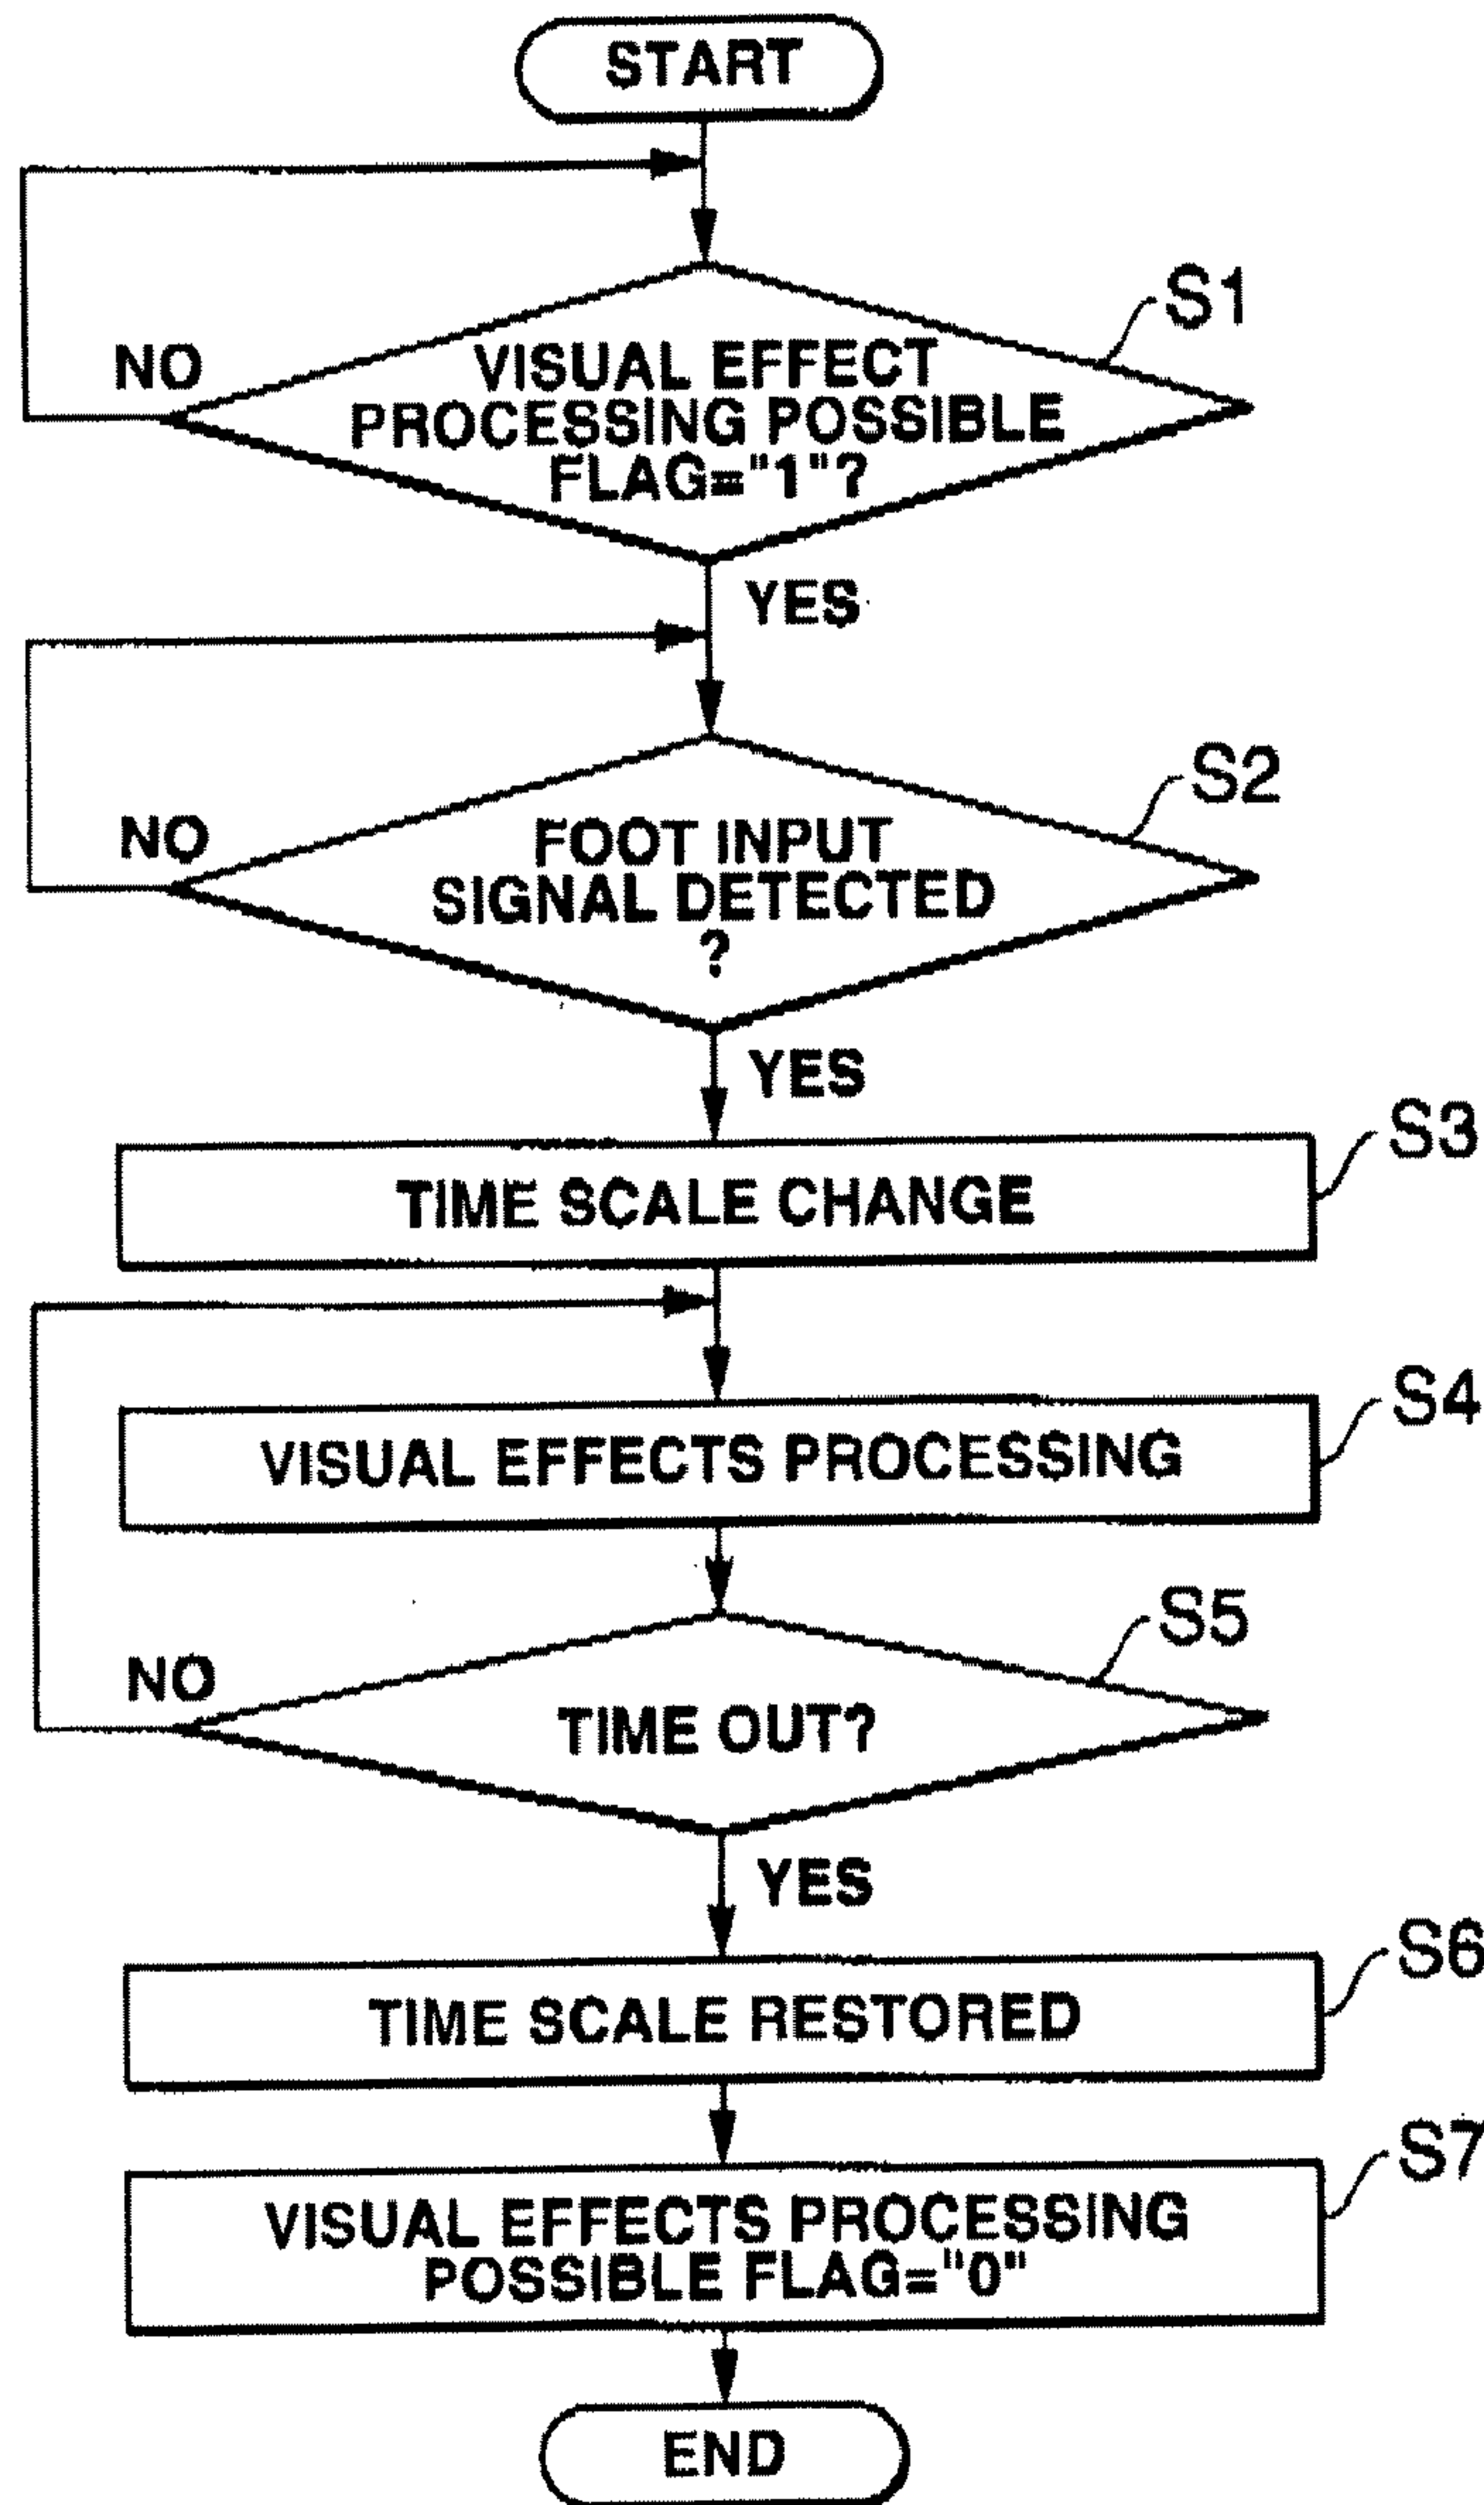 START
S1
NO
VISUAL EFFECT
PROCESSING POSSIBLE
FLAG="1"?
YES
S2
NO
FOOT INPUT
SIGNAL DETECTED
?
YES
S3
TIME SCALE CHANGE
S4
VISUAL EFFECTS PROCESSING
S5
NO
TIME OUT?
YES
S6
TIME SCALE RESTORED
S7
VISUAL EFFECTS PROCESSING
POSSIBLE FLAG="0"
END